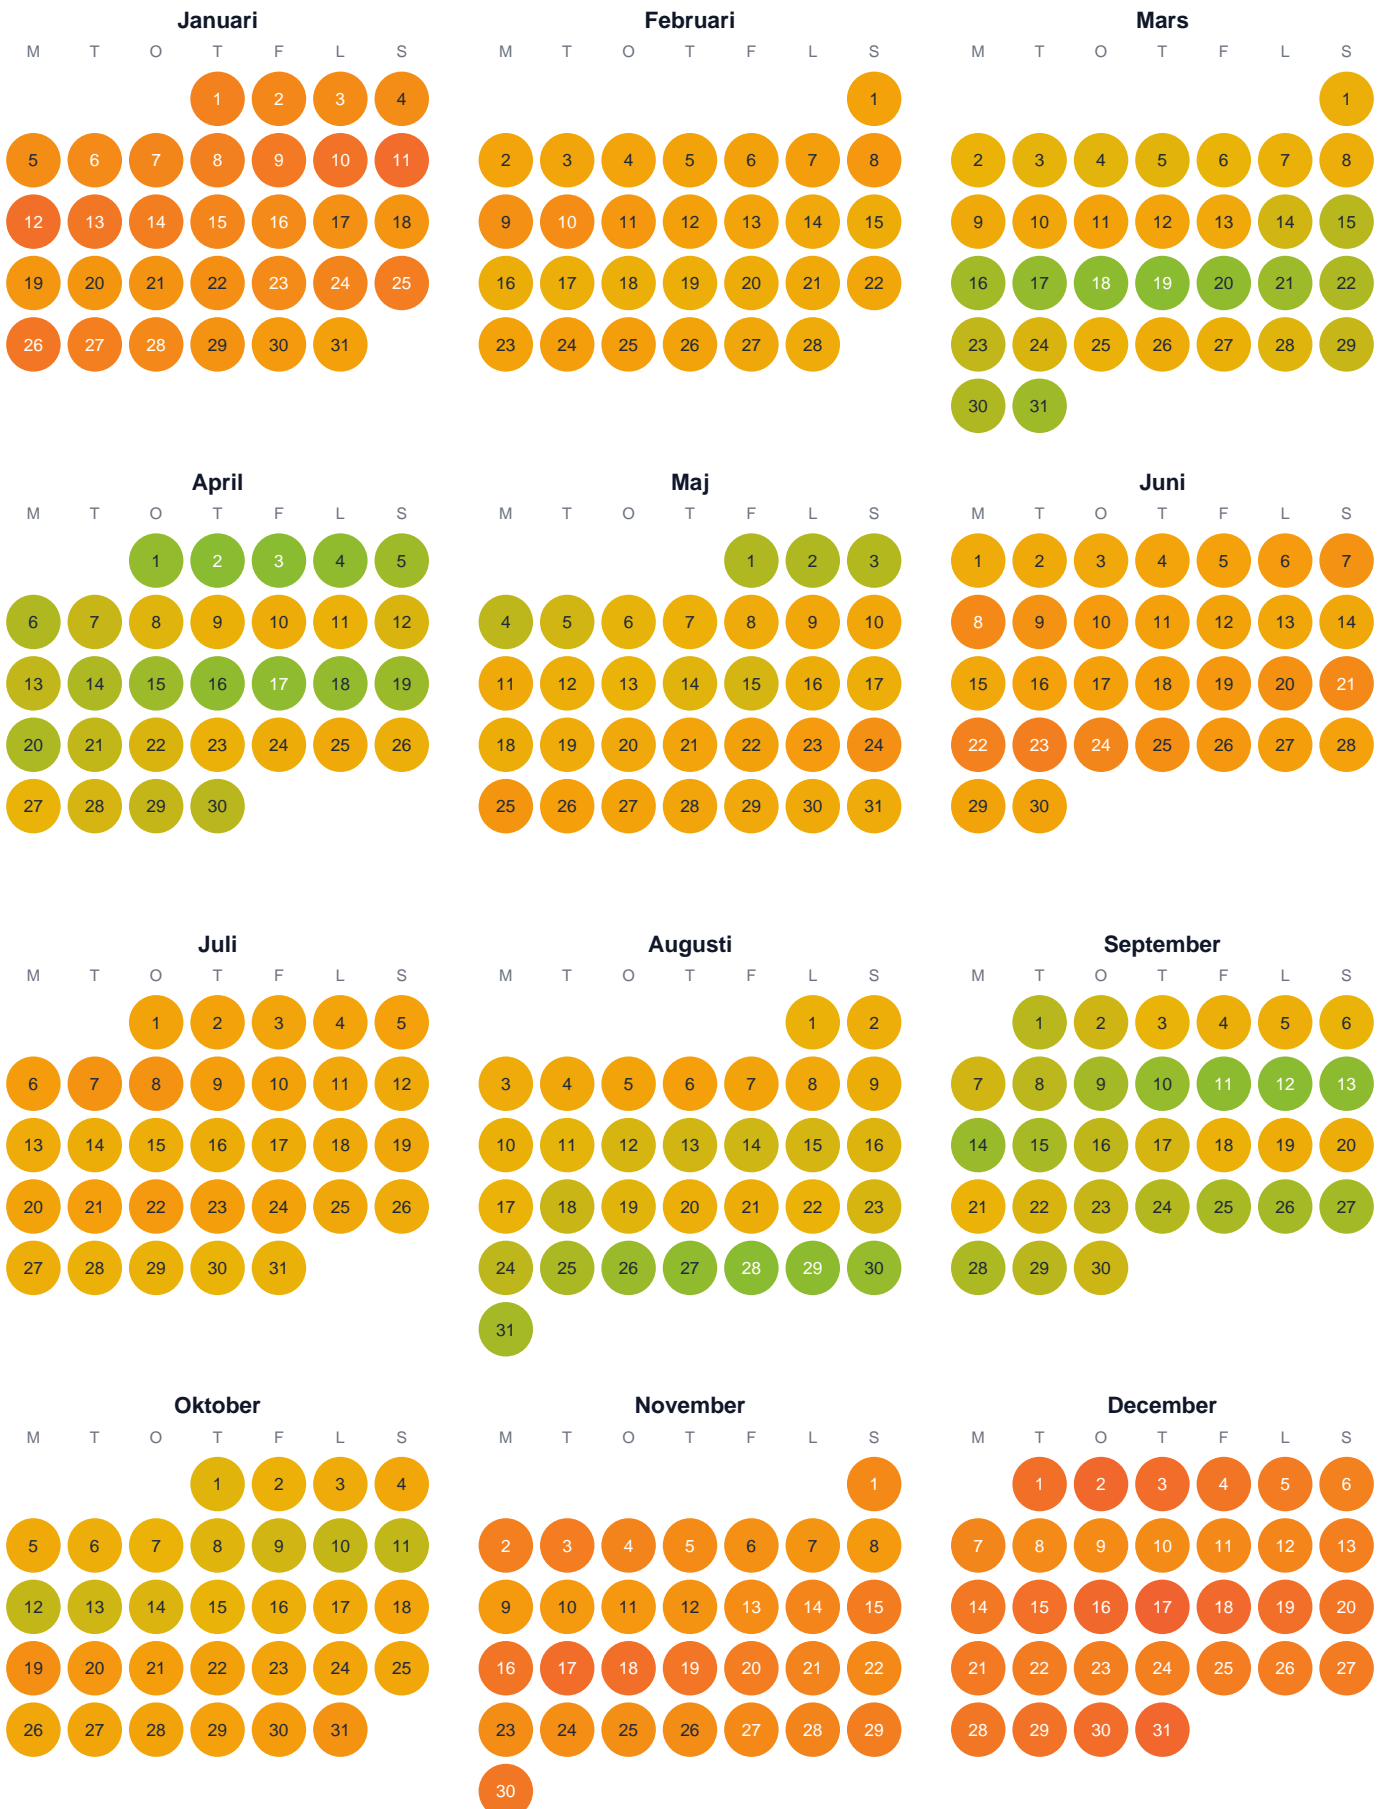 Januari
M T O T F L S
1 2 3 4
5 6 7 8 9 10 11
12 13 14 15 16 17 18
19 20 21 22 23 24 25
26 27 28 29 30 31
Februari
M T O T F L S
1
2 3 4 5 6 7 8
9 10 11 12 13 14 15
16 17 18 19 20 21 22
23 24 25 26 27 28
Mars
M T O T F L S
1
2 3 4 5 6 7 8
9 10 11 12 13 14 15
16 17 18 19 20 21 22
23 24 25 26 27 28 29
30 31
April
M T O T F L S
1 2 3 4 5
6 7 8 9 10 11 12
13 14 15 16 17 18 19
20 21 22 23 24 25 26
27 28 29 30
Maj
M T O T F L S
1 2 3
4 5 6 7 8 9 10
11 12 13 14 15 16 17
18 19 20 21 22 23 24
25 26 27 28 29 30 31
Juni
M T O T F L S
1 2 3 4 5 6 7
8 9 10 11 12 13 14
15 16 17 18 19 20 21
22 23 24 25 26 27 28
29 30
Juli
M T O T F L S
1 2 3 4 5
6 7 8 9 10 11 12
13 14 15 16 17 18 19
20 21 22 23 24 25 26
27 28 29 30 31
Augusti
M T O T F L S
1 2
3 4 5 6 7 8 9
10 11 12 13 14 15 16
17 18 19 20 21 22 23
24 25 26 27 28 29 30
31
September
M T O T F L S
1 2 3 4 5 6
7 8 9 10 11 12 13
14 15 16 17 18 19 20
21 22 23 24 25 26 27
28 29 30
Oktober
M T O T F L S
1 2 3 4
5 6 7 8 9 10 11
12 13 14 15 16 17 18
19 20 21 22 23 24 25
26 27 28 29 30 31
November
M T O T F L S
1
2 3 4 5 6 7 8
9 10 11 12 13 14 15
16 17 18 19 20 21 22
23 24 25 26 27 28 29
30
December
M T O T F L S
1 2 3 4 5 6
7 8 9 10 11 12 13
14 15 16 17 18 19 20
21 22 23 24 25 26 27
28 29 30 31